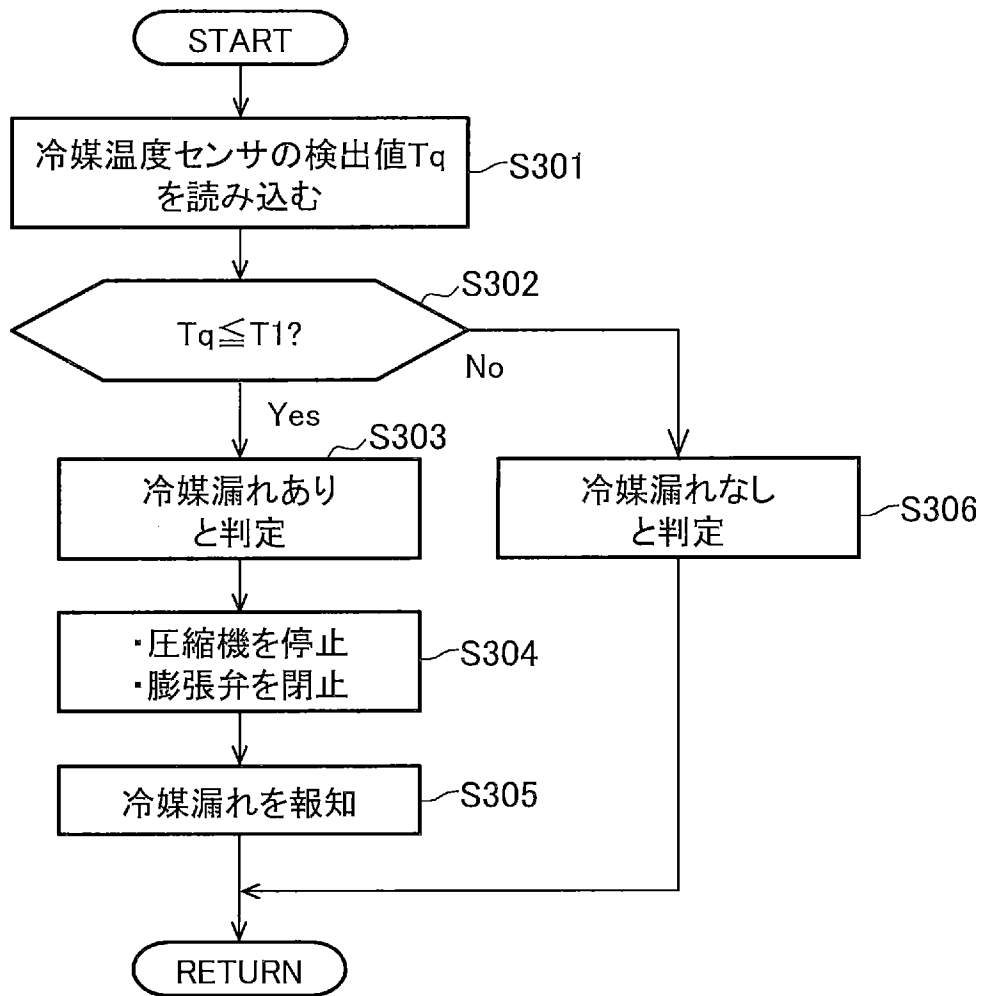 START
冷媒温度センサの検出値Tq
を読み込む
S301
S302
Tq≦T1?
No
Yes
S303
冷媒漏れあり
と判定
冷媒漏れなし
と判定
S306
・圧縮機を停止
・膨張弁を閉止
S304
冷媒漏れを報知
S305
RETURN